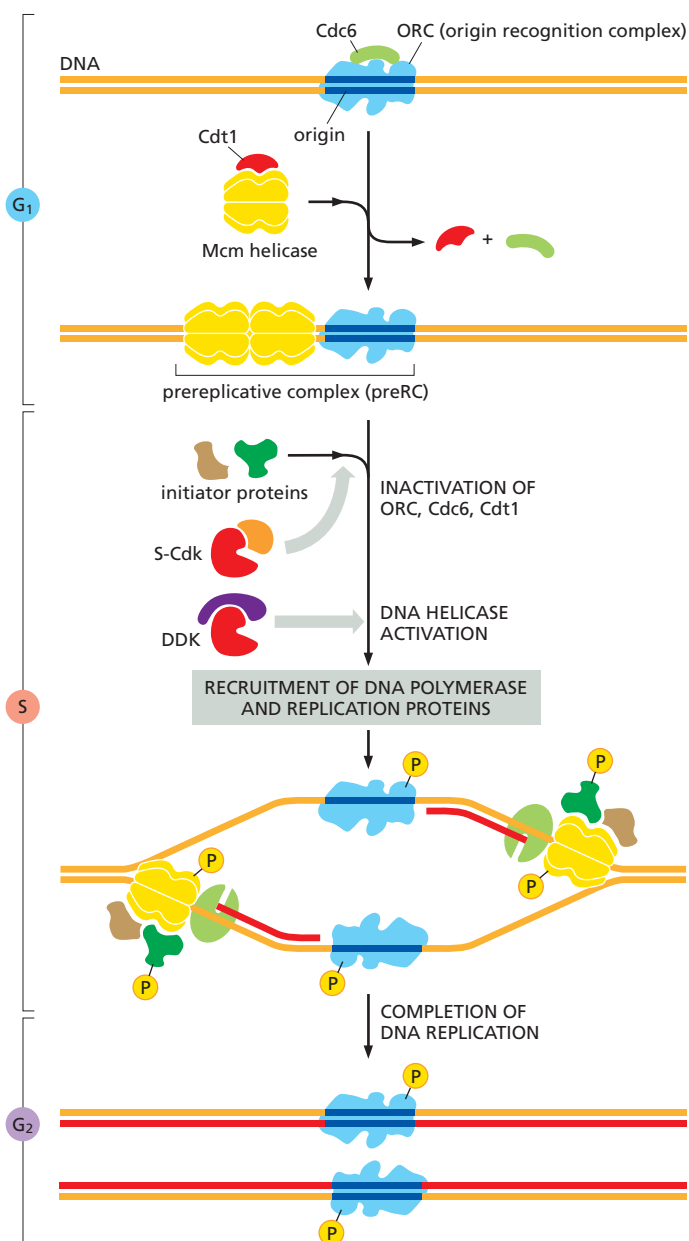 Cdc6
ORC (origin recognition complex)
DNA
origin
Cdt1
G1
Mcm helicase
+
prereplicative complex (preRC)
initiator proteins
INACTIVATION OF
ORC, Cdc6, Cdt1
S-Cdk
DDK
DNA HELICASE
ACTIVATION
RECRUITMENT OF DNA POLYMERASE
AND REPLICATION PROTEINS
S
P
P
P
P
P
P
COMPLETION OF
DNA REPLICATION
P
G2
P